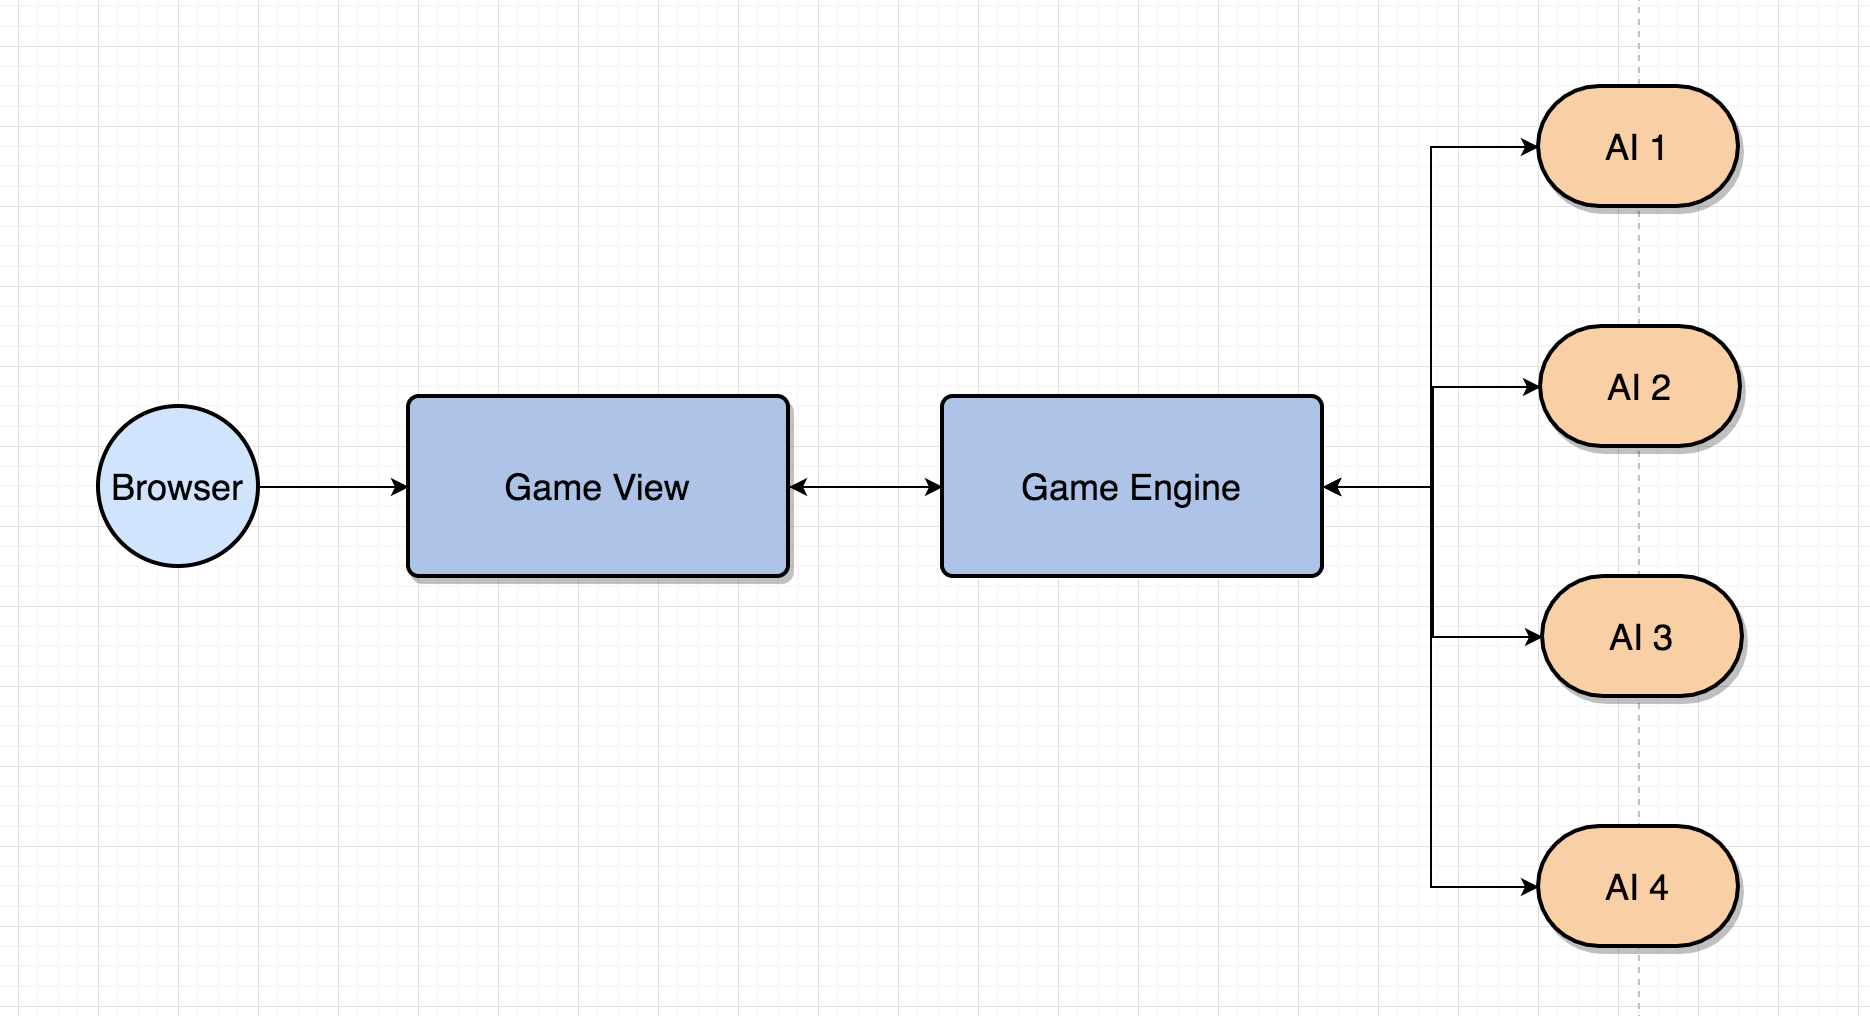 Browser
Game View
Game Engine
AI 1
AI 2
AI 3
AI 4